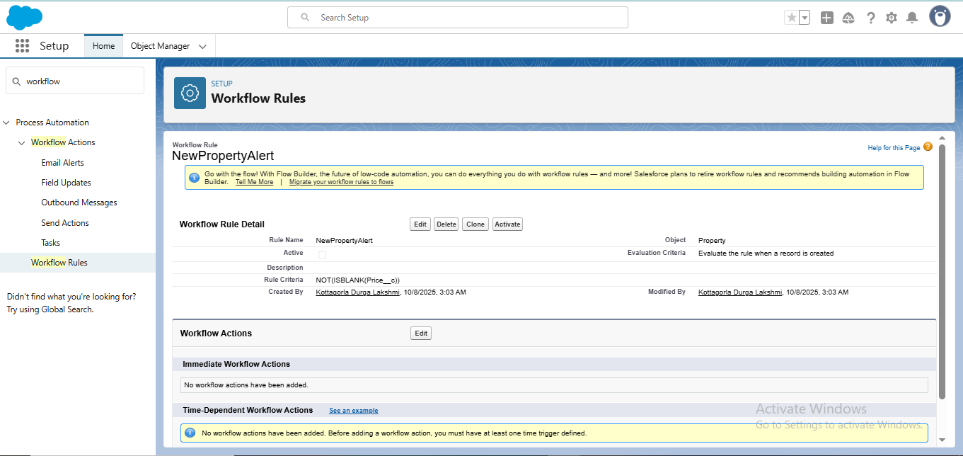 Search Setup
Setup
Home
Object Manager
workflow
Process Automation
Workflow Actions
Email Alerts
Field Updates
Outbound Messages
Send Actions
Tasks
Workflow Rules
Didn't find what you're looking for?
Try using Global Search.
SETUP
Workflow Rules
Workflow Rule
NewPropertyAlert
Help for this Page
Go with the flow! With Flow Builder, the future of low-code automation, you can do everything you do with workflow rules — and more! Salesforce plans to retire workflow rules and recommends building automation in Flow
Builder. Tell Me More | Migrate your workflow rules to flows
Workflow Rule Detail Edit Delete Clone Activate
Rule Name NewPropertyAlert Object Property
Active Evaluation Criteria Evaluate the rule when a record is created
Description
Rule Criteria NOT(ISBLANK(Price__c))
Created By Kottagorla Durga Lakshmi, 10/8/2025, 3:03 AM Modified By Kottagorla Durga Lakshmi, 10/8/2025, 3:03 AM
Workflow Actions Edit
Immediate Workflow Actions
No workflow actions have been added.
Time-Dependent Workflow Actions See an example
No workflow actions have been added. Before adding a workflow action, you must have at least one time trigger defined.
Activate Windows
Go to Settings to activate Windows.